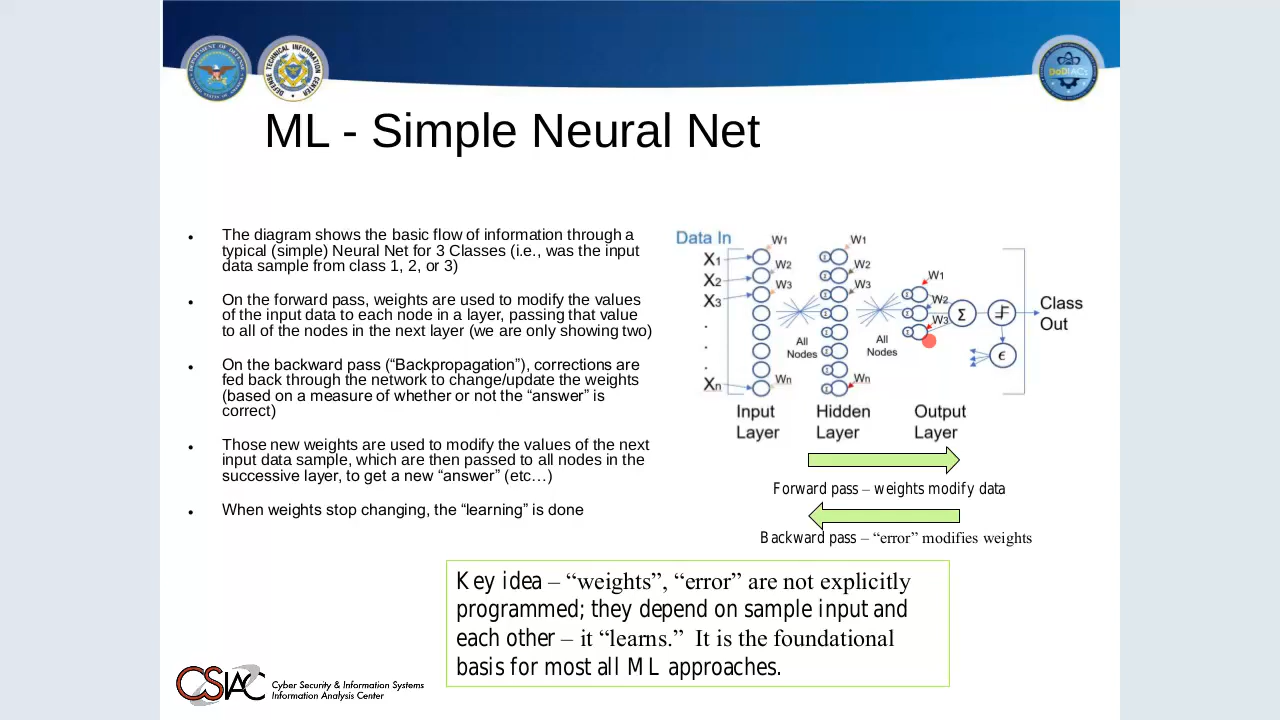 DEPARTMENT OF DEFENSE
DEFENSE TECHNICAL INFORMATION CENTER
DoDIACs
ML - Simple Neural Net
The diagram shows the basic flow of information through a
typical (simple) Neural Net for 3 Classes (i.e., was the input
data sample from class 1, 2, or 3)
On the forward pass, weights are used to modify the values
of the input data to each node in a layer, passing that value
to all of the nodes in the next layer (we are only showing two)
On the backward pass (“Backpropagation”), corrections are
fed back through the network to change/update the weights
(based on a measure of whether or not the “answer” is
correct)
Those new weights are used to modify the values of the next
input data sample, which are then passed to all nodes in the
successive layer, to get a new “answer” (etc…)
When weights stop changing, the “learning” is done
Data In
X1
X2
X3
.
.
.
Xn
W1
W2
W3
Wn
All
Nodes
W1
W2
W3
Wn
All
Nodes
W1
W2
W3
Σ
ϵ
Class
Out
Input
Layer
Hidden
Layer
Output
Layer
Forward pass – weights modify data
Backward pass – “error” modifies weights
Key idea – “weights”, “error” are not explicitly
programmed; they depend on sample input and
each other – it “learns.” It is the foundational
basis for most all ML approaches.
CSIAC
Cyber Security & Information Systems
Information Analysis Center